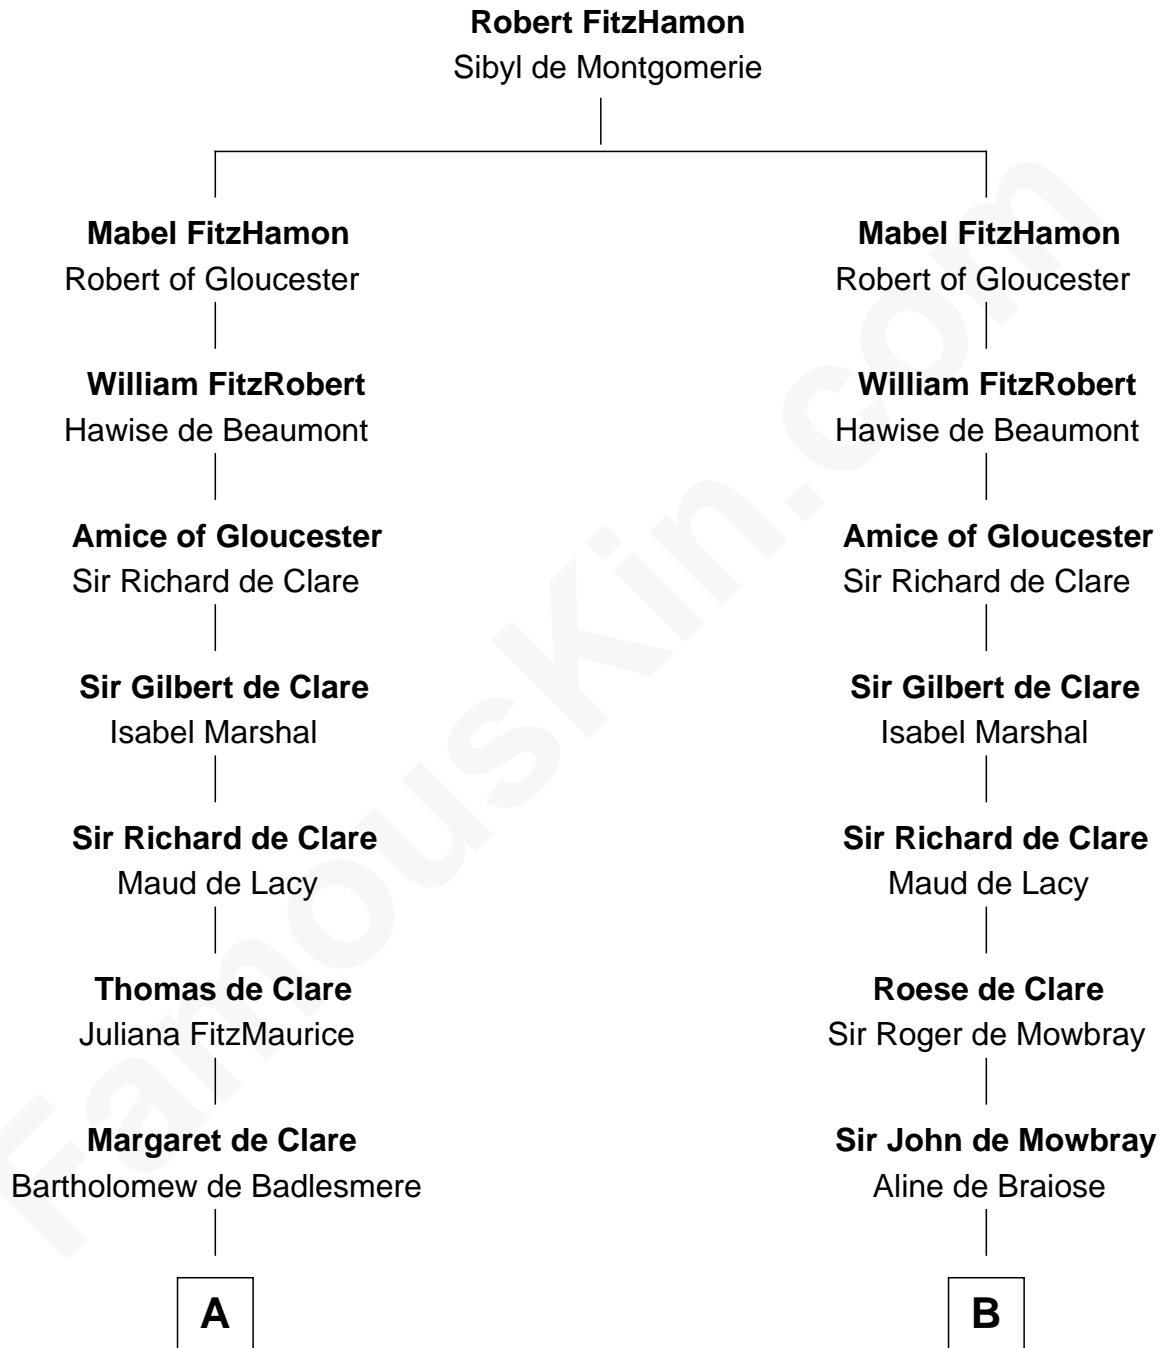 Robert FitzHamon
Sibyl de Montgomerie
Mabel FitzHamon
Robert of Gloucester
William FitzRobert
Hawise de Beaumont
Amice of Gloucester
Sir Richard de Clare
Sir Gilbert de Clare
Isabel Marshal
Sir Richard de Clare
Maud de Lacy
Thomas de Clare
Juliana FitzMaurice
Margaret de Clare
Bartholomew de Badlesmere
A
Mabel FitzHamon
Robert of Gloucester
William FitzRobert
Hawise de Beaumont
Amice of Gloucester
Sir Richard de Clare
Sir Gilbert de Clare
Isabel Marshal
Sir Richard de Clare
Maud de Lacy
Roese de Clare
Sir Roger de Mowbray
Sir John de Mowbray
Aline de Braiose
B
FamousKin.com